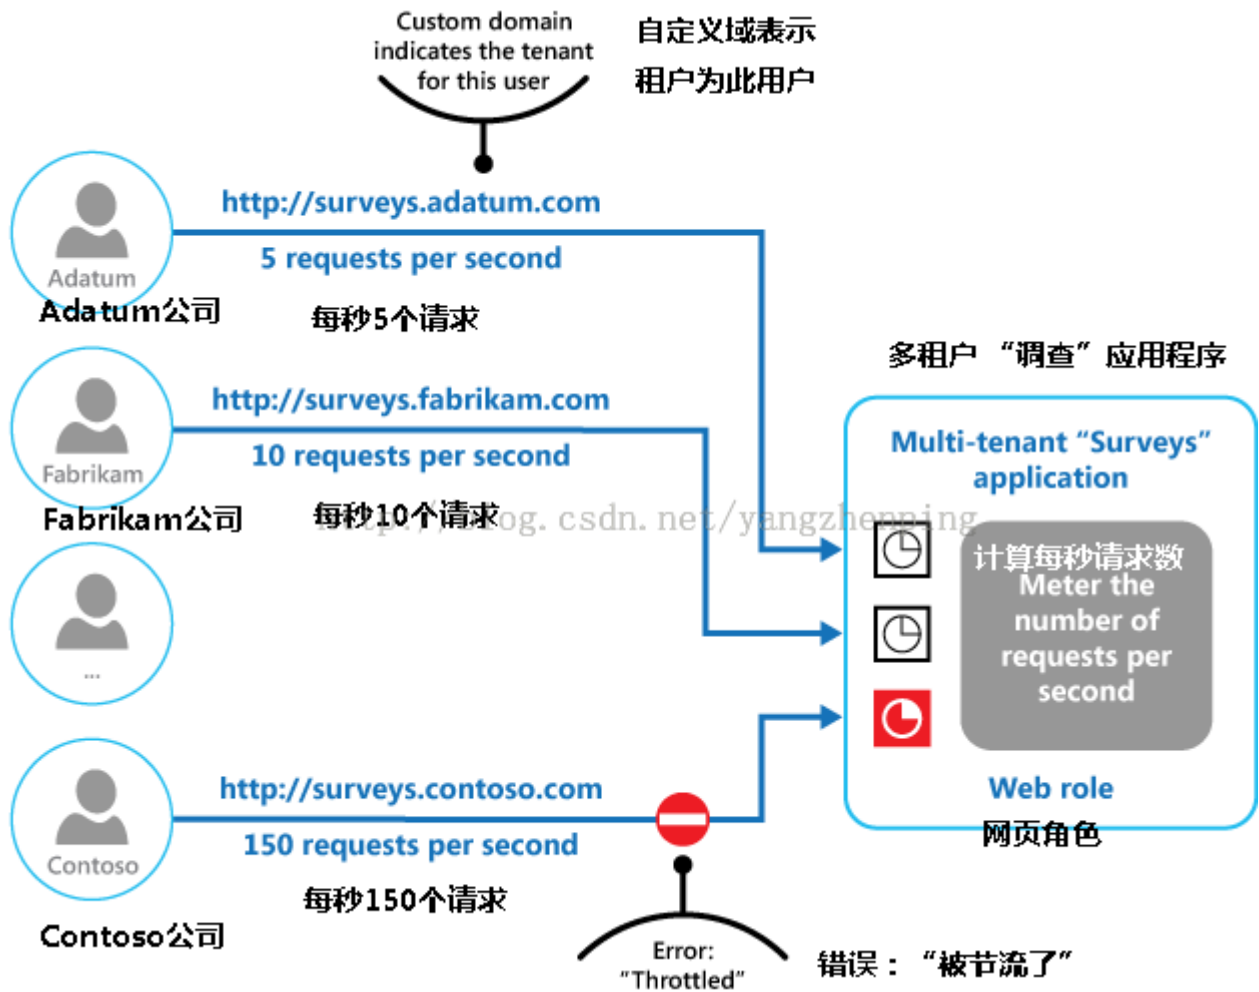 Custom domain
indicates the tenant
for this user
自定义域表示
租户为此用户
http://surveys.adatum.com
5 requests per second
Adatum
Adatum公司
每秒5个请求
多租户 “调查” 应用程序
http://surveys.fabrikam.com
10 requests per second
Fabrikam
Fabrikam公司
每秒10个请求
http://blog.csdn.net/yangzhenping
Multi-tenant “Surveys”
application
计算每秒请求数
Meter the
number of
requests per
second
...
http://surveys.contoso.com
150 requests per second
Contoso
Contoso公司
每秒150个请求
Web role
网页角色
Error:
“Throttled”
错误：“被节流了”